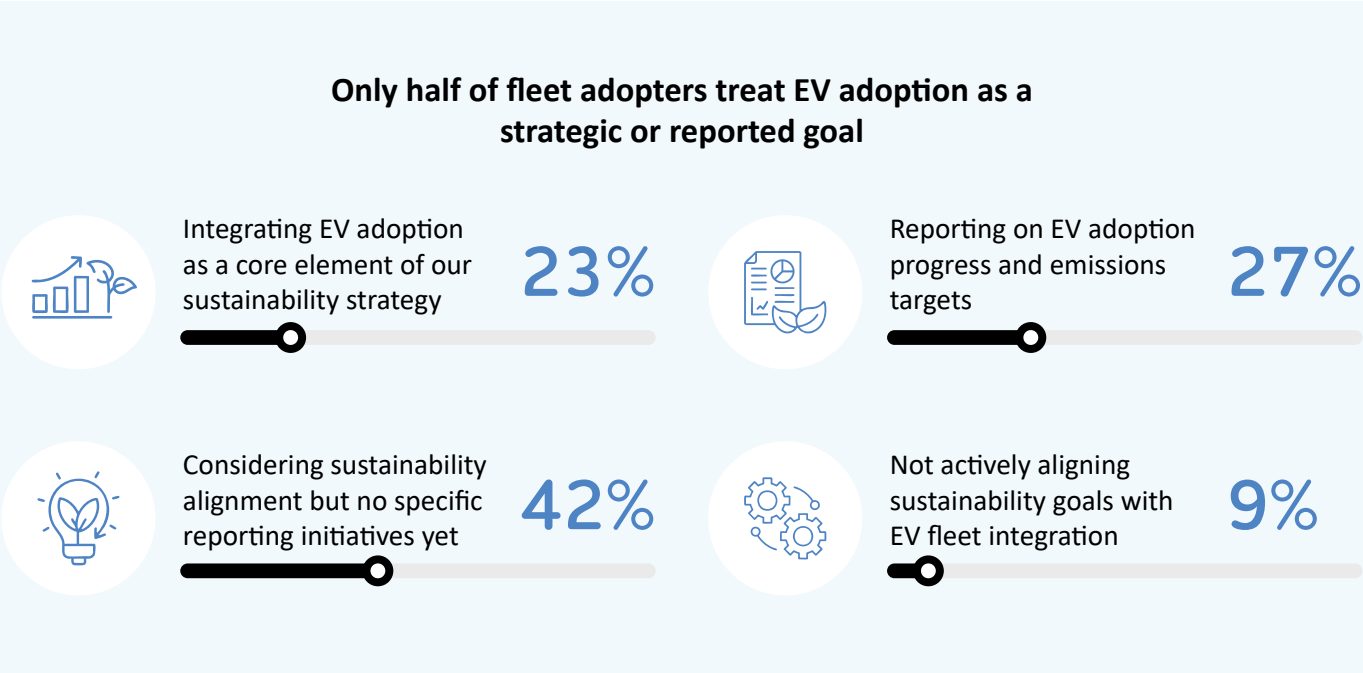 Only half of fleet adopters treat EV adoption as a
strategic or reported goal
Integrating EV adoption
as a core element of our
sustainability strategy
23%
Reporting on EV adoption
progress and emissions
targets
27%
Considering sustainability
alignment but no specific
reporting initiatives yet
42%
Not actively aligning
sustainability goals with
EV fleet integration
9%